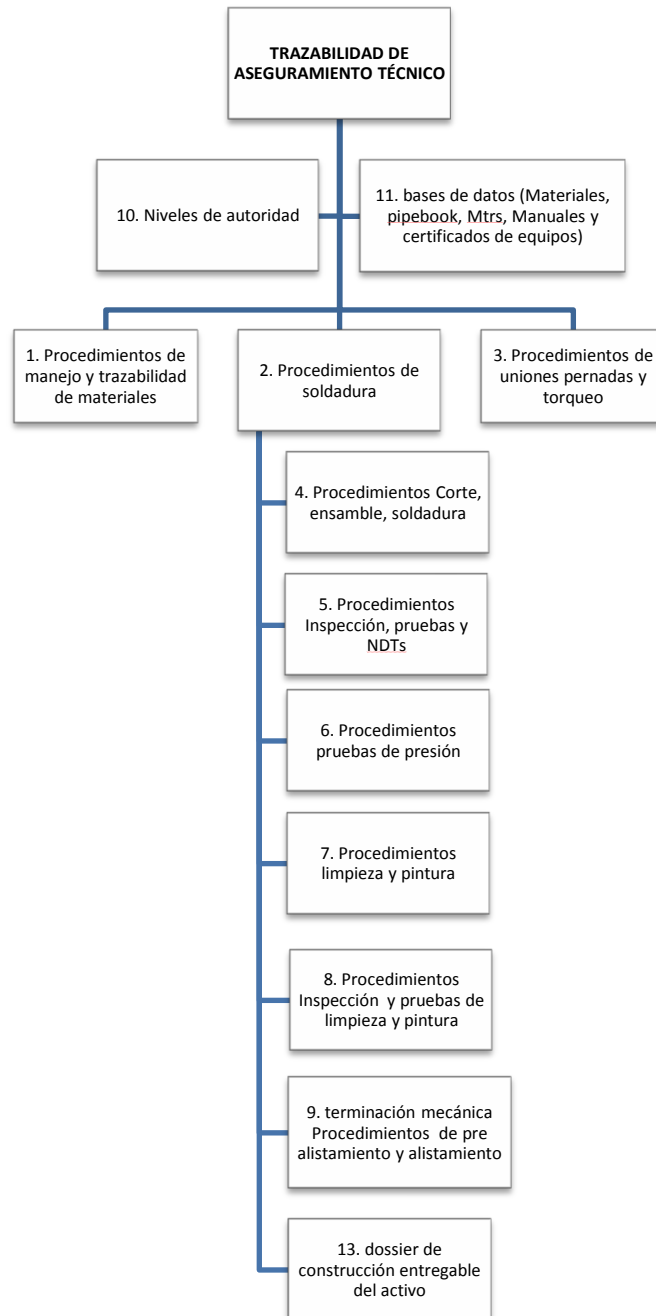 TRAZABILIDAD DE
ASEGURAMIENTO TÉCNICO
10. Niveles de autoridad
11. bases de datos (Materiales,
pipebook, Mtrs, Manuales y
certificados de equipos)
1. Procedimientos de
manejo y trazabilidad
de materiales
2. Procedimientos de
soldadura
3. Procedimientos de
uniones pernadas y
torqueo
4. Procedimientos Corte,
ensamble, soldadura
5. Procedimientos
Inspección, pruebas y
NDTs
6. Procedimientos
pruebas de presión
7. Procedimientos
limpieza y pintura
8. Procedimientos
Inspección y pruebas de
limpieza y pintura
9. terminación mecánica
Procedimientos de pre
alistamiento y alistamiento
13. dossier de
construcción entregable
del activo